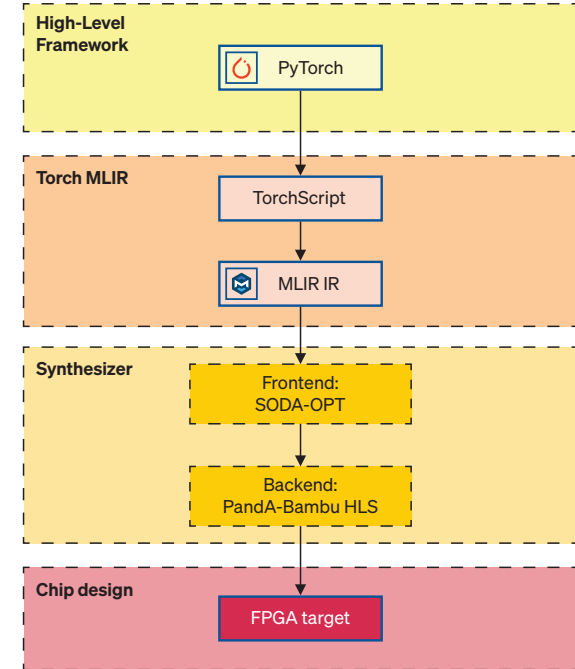 High-Level
Framework
PyTorch
Torch MLIR
TorchScript
MLIR IR
Synthesizer
Frontend:
SODA-OPT
Backend:
PandA-Bambu HLS
Chip design
FPGA target